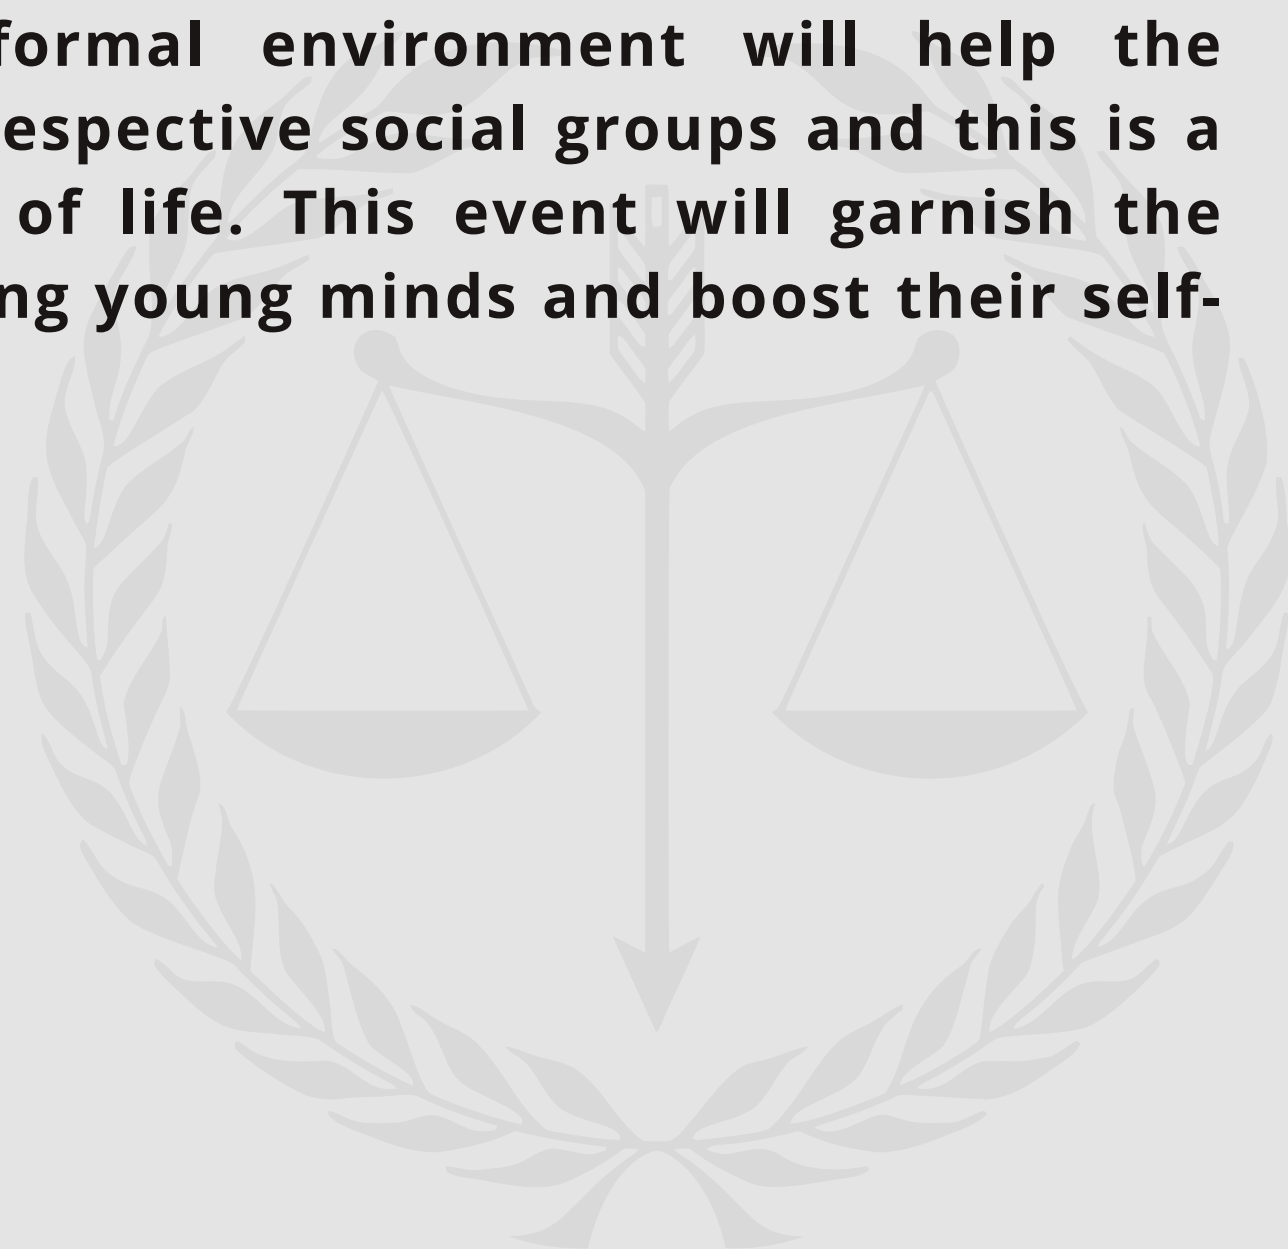 formal environment will help the
espective social groups and this is a
of life. This event will garnish the
ng young minds and boost their self-